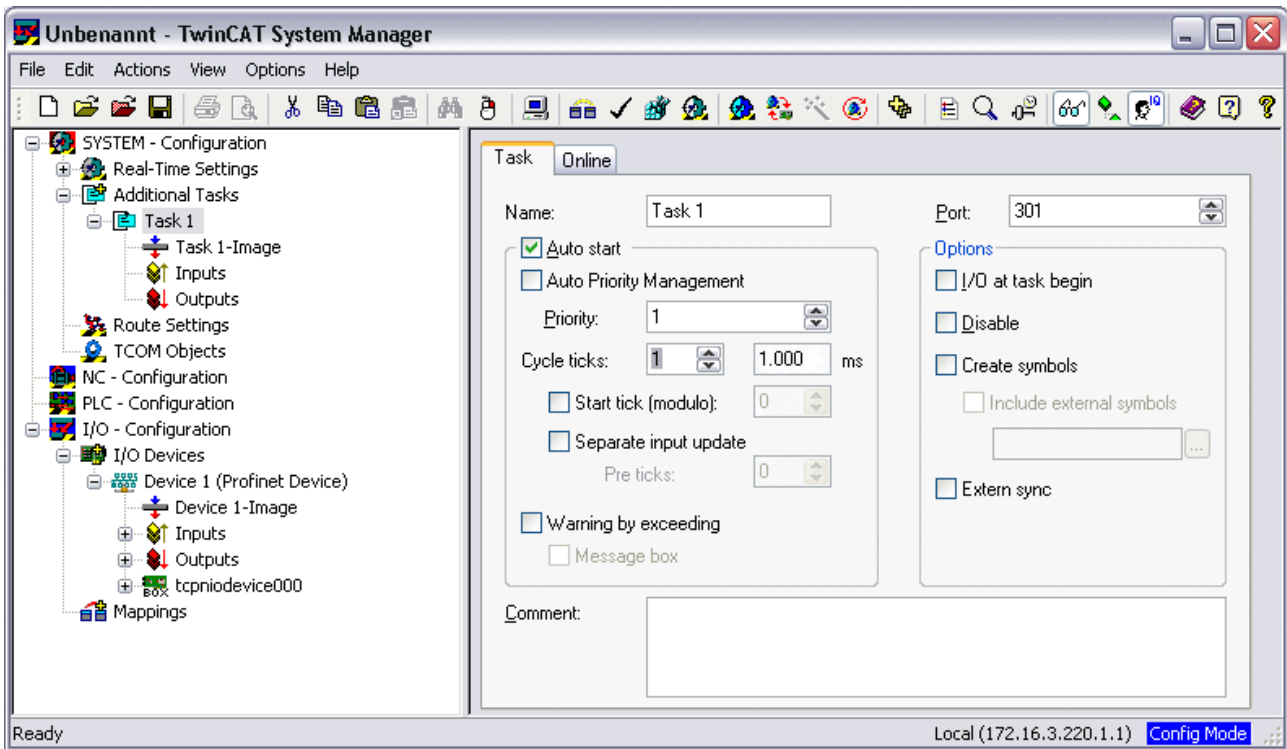 Unbenannt - TwinCAT System Manager
File Edit Actions View Options Help
SYSTEM - Configuration
Real-Time Settings
Additional Tasks
Task 1
Task 1-Image
Inputs
Outputs
Route Settings
TCOM Objects
NC - Configuration
PLC - Configuration
I/O - Configuration
I/O Devices
Device 1 (Profinet Device)
Device 1-Image
Inputs
Outputs
BOX tcpniodevice000
Mappings
Task Online
Name: Task 1
Port: 301
Auto start
Auto Priority Management
Priority: 1
Cycle ticks: 1 1.000 ms
Start tick (modulo): 0
Separate input update
Pre ticks: 0
Warning by exceeding
Message box
Options
I/O at task begin
Disable
Create symbols
Include external symbols
...
Extern sync
Comment:
Ready
Local (172.16.3.220.1.1) Config Mode